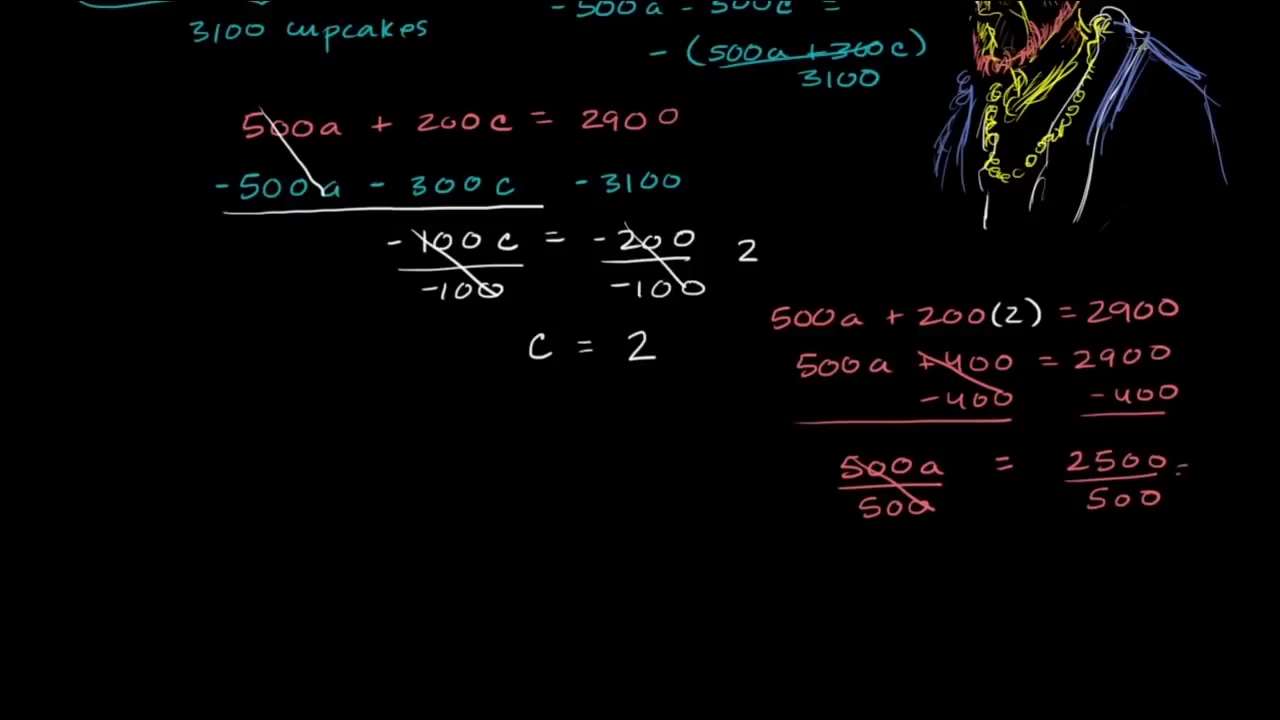 -500a - 300c =
3100 cupcakes
- (500a + 300c)
3100
500a + 200c = 2900
-500a - 300c -3100
-100c = -200 2
-100 -100
c = 2
500a + 200(2) = 2900
500a +400 = 2900
-400 -400
500a = 2500 =
500 500